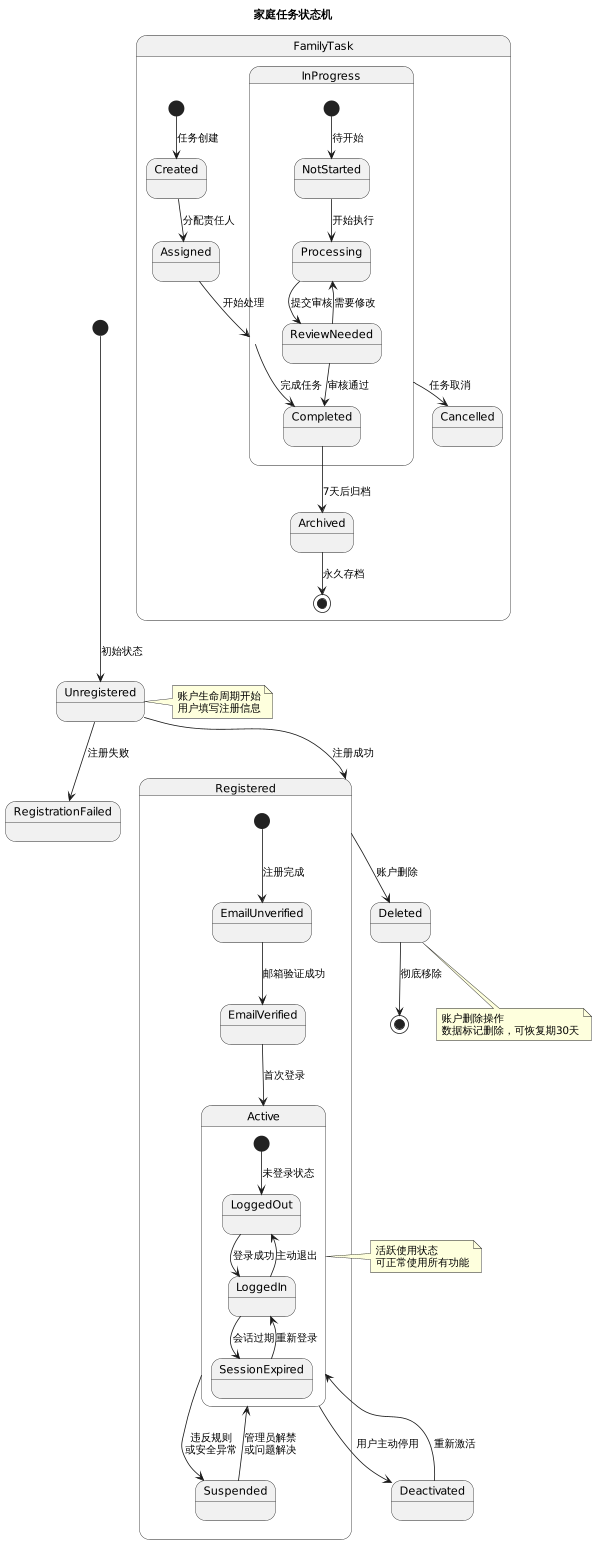 家庭任务状态机
FamilyTask
InProgress
任务创建
待开始
Created
NotStarted
分配责任人
开始执行
Assigned
Processing
开始处理
提交审核
需要修改
ReviewNeeded
完成任务
审核通过
任务取消
Completed
Cancelled
7天后归档
Archived
永久存档
初始状态
Unregistered
账户生命周期开始
用户填写注册信息
注册失败
注册成功
RegistrationFailed
Registered
注册完成
账户删除
EmailUnverified
Deleted
邮箱验证成功
彻底移除
EmailVerified
账户删除操作
数据标记删除，可恢复期30天
首次登录
Active
未登录状态
LoggedOut
登录成功
主动退出
活跃使用状态
可正常使用所有功能
LoggedIn
会话过期
重新登录
SessionExpired
违反规则
或安全异常
管理员解禁
或问题解决
用户主动停用
重新激活
Suspended
Deactivated